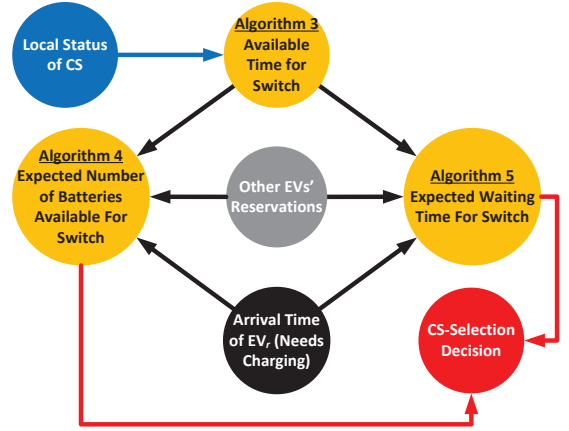 Local Status
of CS
Algorithm 3
Available
Time for
Switch
Algorithm 4
Expected Number
of Batteries
Available For
Switch
Other EVs'
Reservations
Algorithm 5
Expected Waiting
Time For Switch
Arrival Time
of EVr (Needs
Charging)
CS-Selection
Decision